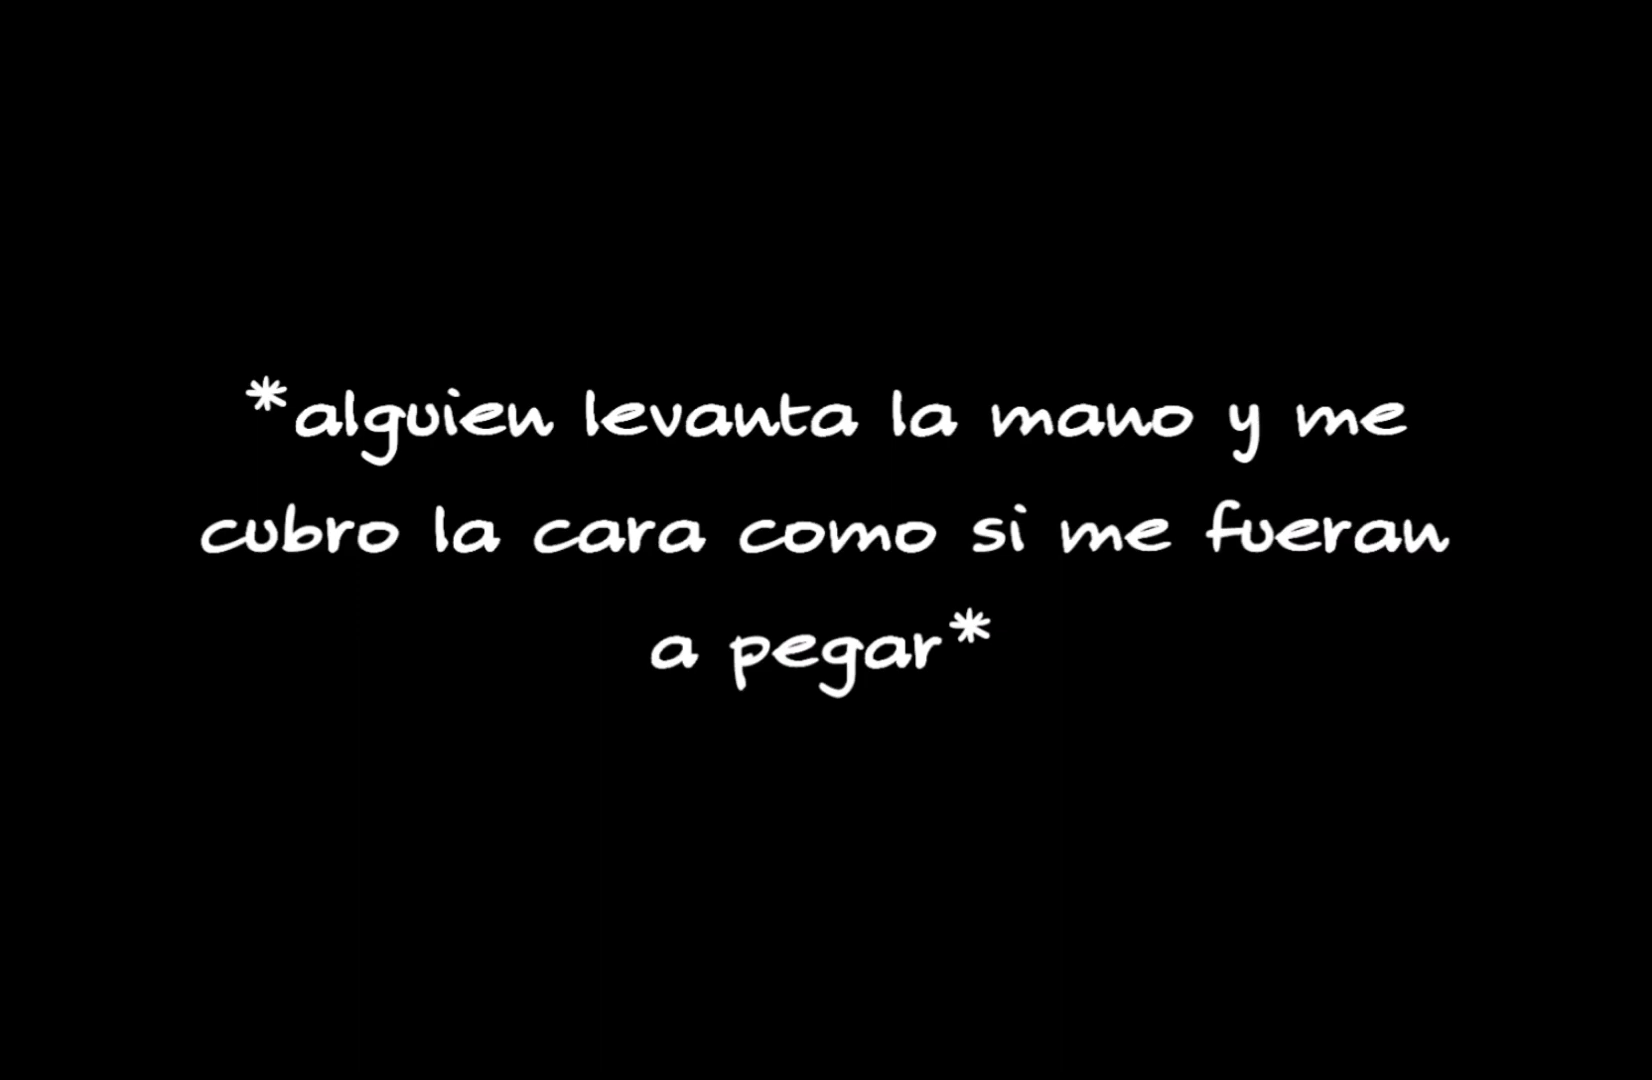 *alguien levanta la mano y me
cubro la cara como si me fueran
a pegar*